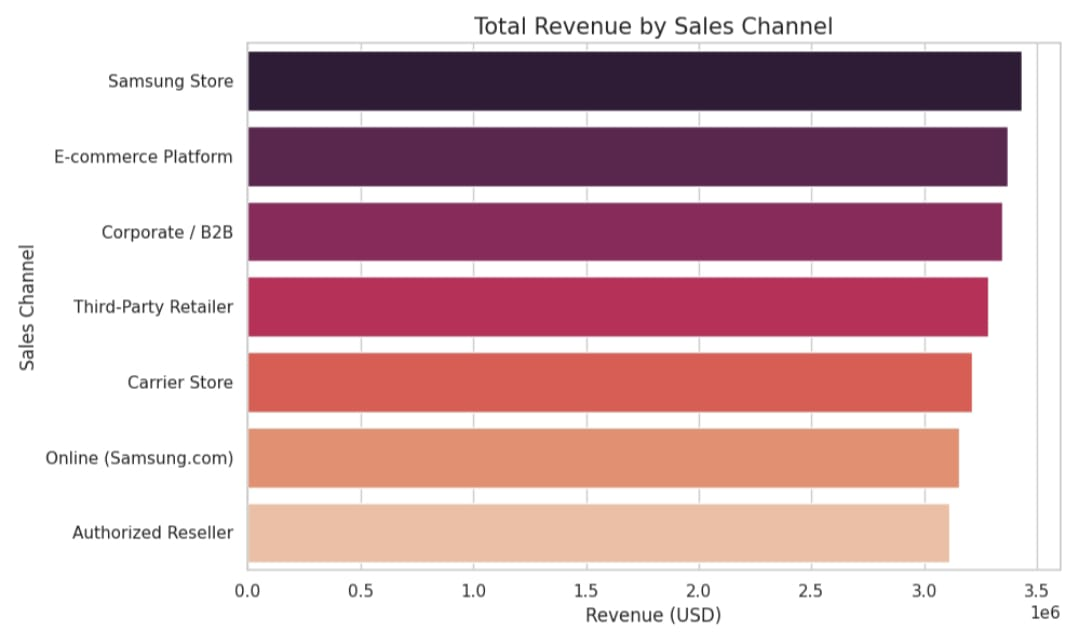 Total Revenue by Sales Channel
Sales Channel
Samsung Store
E-commerce Platform
Corporate / B2B
Third-Party Retailer
Carrier Store
Online (Samsung.com)
Authorized Reseller
0.0 0.5 1.0 1.5 2.0 2.5 3.0 3.5
1e6
Revenue (USD)